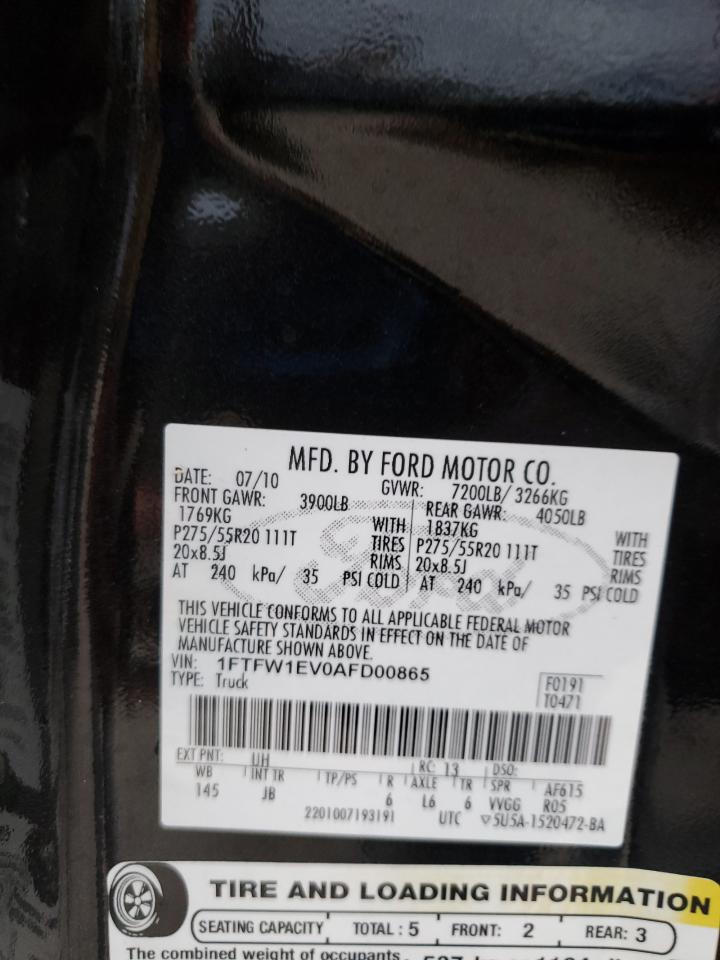 MFD. BY FORD MOTOR CO.
DATE: 07/10 GVWR: 7200LB/ 3266KG
FRONT GAWR: 3900LB REAR GAWR: 4050LB
1769KG WITH 1837KG WITH
P275/55R20 111T TIRES P275/55R20 111T TIRES
20x8.5J RIMS 20x8.5J RIMS
AT 240 kPa/ 35 PSI COLD AT 240 kPa/ 35 PSI COLD
THIS VEHICLE CONFORMS TO ALL APPLICABLE FEDERAL MOTOR
VEHICLE SAFETY STANDARDS IN EFFECT ON THE DATE OF
MANUFACTURE SHOWN ABOVE.
VIN: 1FTFW1EV0AFD00865
TYPE: Truck F0191
T0471
EXT PNT: UH RC: 13 DSO:
WB INT TR TP/PS R AXLE TR SPR AF615
145 JB 6 L6 6 VVGG R05
2201007193191 UTC ▽5U5A-1520472-BA
TIRE AND LOADING INFORMATION
SEATING CAPACITY TOTAL : 5 FRONT: 2 REAR: 3
The combined weight of occupants